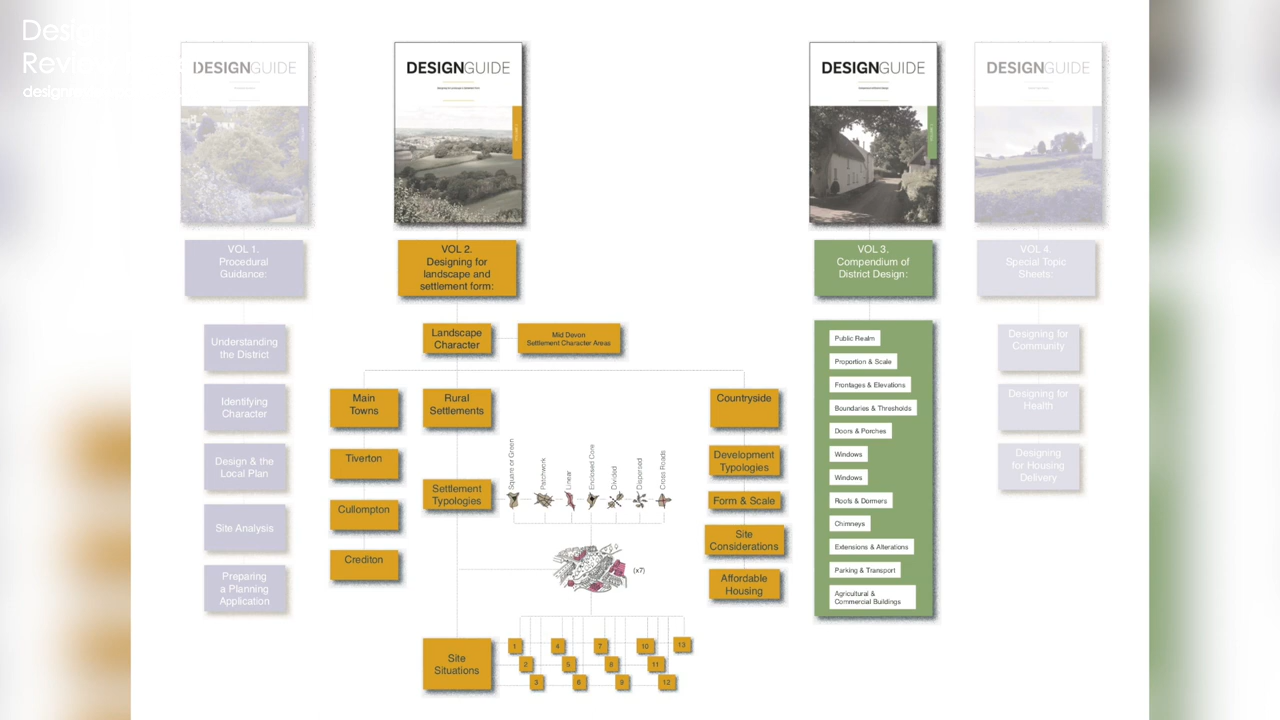 Design
Review
design
DESIGNGUIDE
DESIGNGUIDE
DESIGNGUIDE
DESIGNGUIDE
VOL 1.
Procedural
Guidance:
Understanding
the District
Identifying
Character
Design & the
Local Plan
Site Analysis
Preparing
a Planning
Application
VOL 2.
Designing for
landscape and
settlement form:
Landscape
Character
Mid Devon
Settlement Character Areas
Main
Towns
Tiverton
Cullompton
Crediton
Rural
Settlements
Settlement
Typologies
Square or Green
Patchwork
Linear
Enclosed Core
Divided
Dispersed
Cross Roads
(x7)
Site
Situations
1
2
3
4
5
6
7
8
9
10
11
12
13
Countryside
Development
Typologies
Form & Scale
Site
Considerations
Affordable
Housing
VOL 3.
Compendium of
District Design:
Public Realm
Proportion & Scale
Frontages & Elevations
Boundaries & Thresholds
Doors & Porches
Windows
Windows
Roofs & Dormers
Chimneys
Extensions & Alterations
Parking & Transport
Agricultural &
Commercial Buildings
VOL 4.
Special Topic
Sheets:
Designing for
Community
Designing for
Health
Designing
for Housing
Delivery